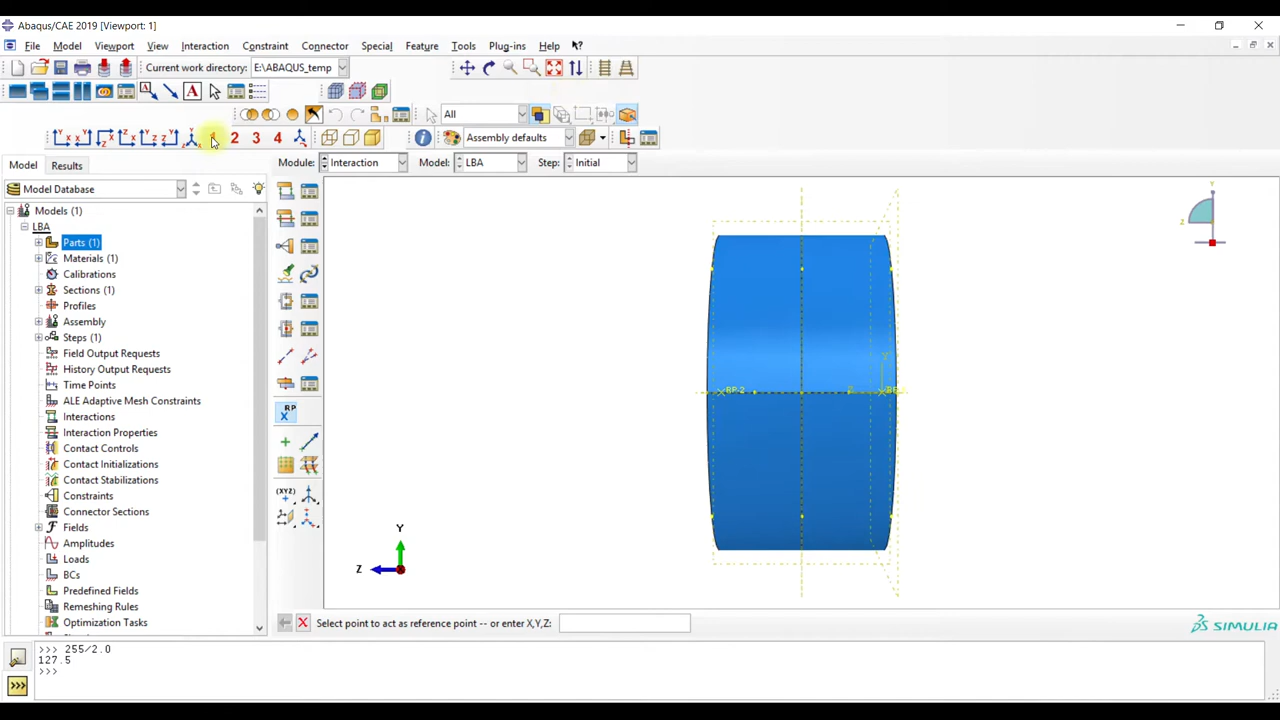 Abaqus/CAE 2019 [Viewport: 1]
File Model Viewport View Interaction Constraint Connector Special Feature Tools Plug-ins Help
Current work directory: E:\ABAQUS_temp
All
2 3 4 Assembly defaults
Model Results Module: Interaction Model: LBA Step: Initial
Model Database
Models (1)
LBA
Parts (1)
Materials (1)
Calibrations
Sections (1)
Profiles
Assembly
Steps (1)
Field Output Requests
History Output Requests
Time Points
ALE Adaptive Mesh Constraints
Interactions
Interaction Properties
Contact Controls
Contact Initializations
Contact Stabilizations
Constraints
Connector Sections
Fields
Amplitudes
Loads
BCs
Predefined Fields
Remeshing Rules
Optimization Tasks
RP
X
(XYZ)
Y
Z
RP-2
Y
Z
Select point to act as reference point -- or enter X,Y,Z:
SIMULIA
>>> 255/2.0
127.5
>>>